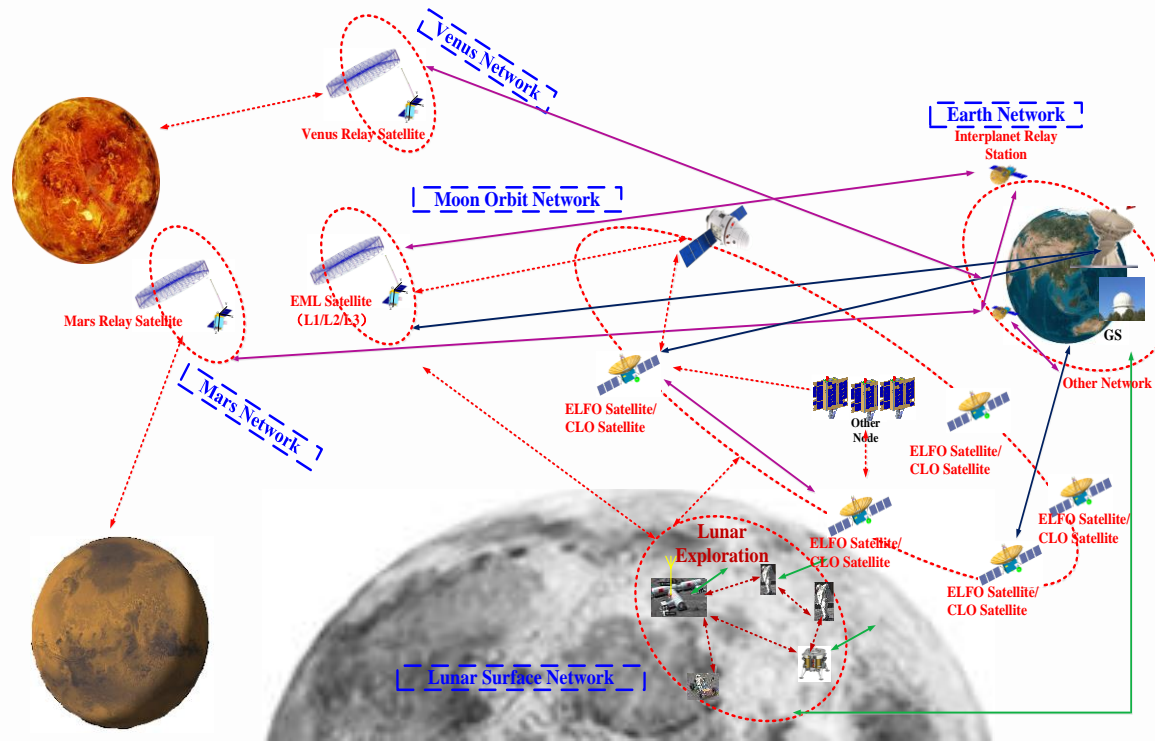 Venus Network
Venus Relay Satellite
Earth Network
Interplanet Relay
Station
Moon Orbit Network
EML Satellite
（L1/L2/L3）
Mars Relay Satellite
GS
Other Network
Mars Network
ELFO Satellite/
CLO Satellite
Other
Node
ELFO Satellite/
CLO Satellite
ELFO Satellite/
CLO Satellite
ELFO Satellite/
CLO Satellite
ELFO Satellite/
CLO Satellite
Lunar
Exploration
Lunar Surface Network